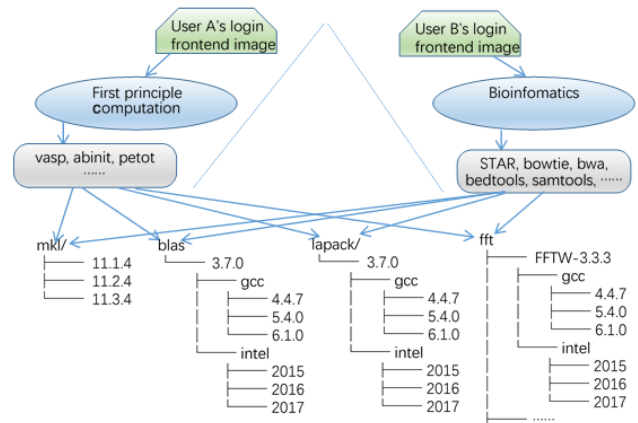 User A's login
frontend image
User B's login
frontend image
First principle
computation
Bioinfomatics
vasp, abinit, petot
······
STAR, bowtie, bwa,
bedtools, samtools, ······
mkl/
11.1.4
11.2.4
11.3.4
blas
3.7.0
gcc
4.4.7
5.4.0
6.1.0
intel
2015
2016
2017
lapack/
3.7.0
gcc
4.4.7
5.4.0
6.1.0
intel
2015
2016
2017
fft
FFTW-3.3.3
gcc
4.4.7
5.4.0
6.1.0
intel
2015
2016
2017
······